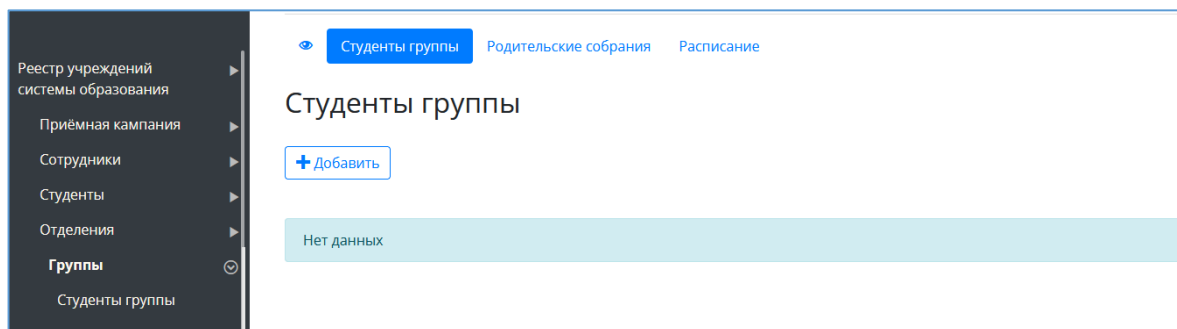 Реестр учреждений
системы образования
Приёмная кампания
Сотрудники
Студенты
Отделения
Группы
Студенты группы
Студенты группы Родительские собрания Расписание
Студенты группы
Добавить
Нет данных